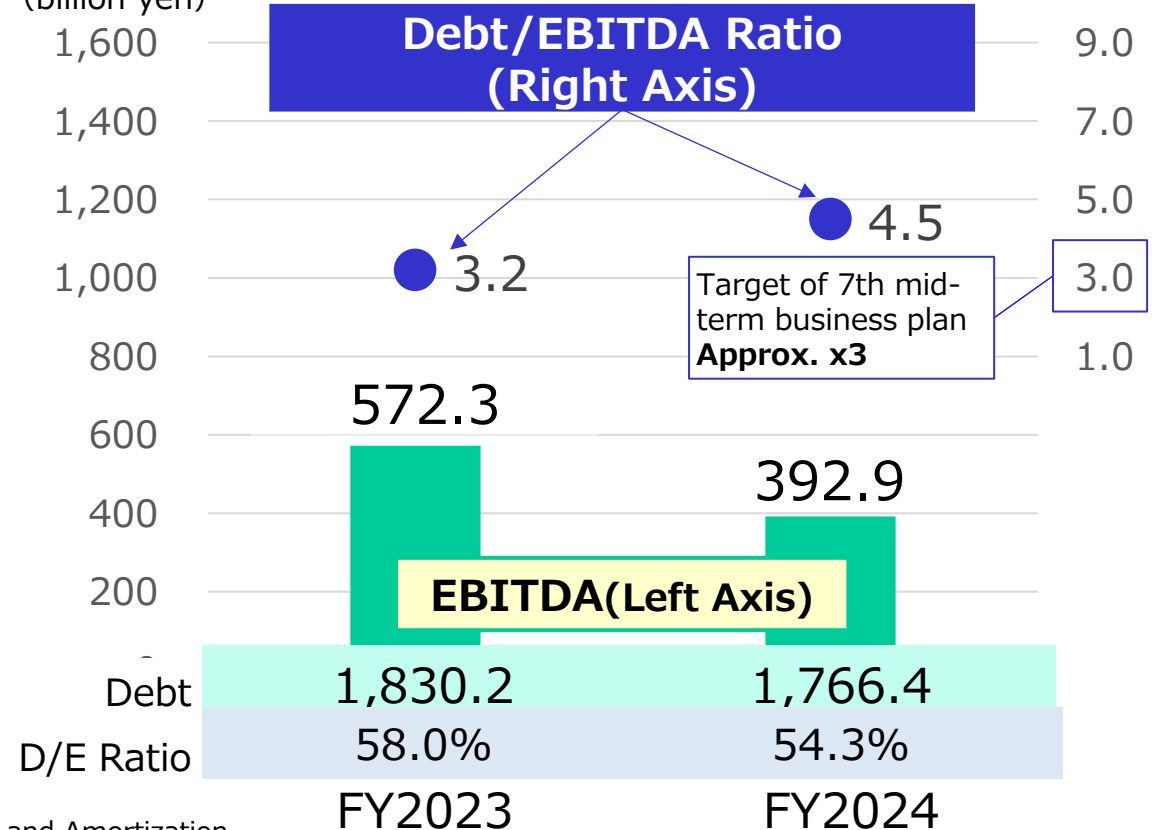 (billion yen)
Debt/EBITDA Ratio
(Right Axis)
1,600
9.0
1,400
7.0
1,200
5.0
4.5
3.2
1,000
3.0
Target of 7th mid-
term business plan
Approx. x3
800
1.0
572.3
600
392.9
400
200
EBITDA(Left Axis)
Debt 1,830.2 1,766.4
D/E Ratio 58.0% 54.3%
FY2023 FY2024
and Amortization